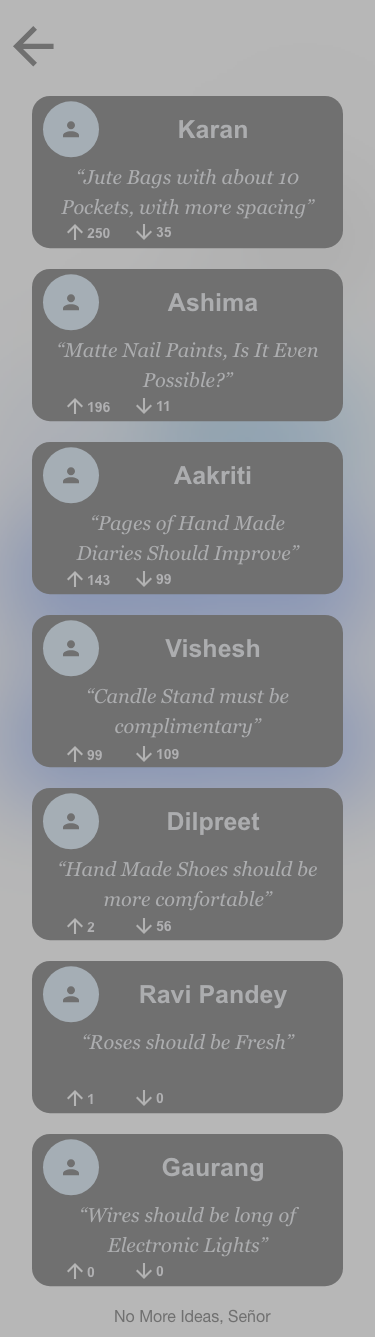 Karan
“Jute Bags with about 10
Pockets, with more spacing”
250 35
Ashima
“Matte Nail Paints, Is It Even
Possible?”
196 11
Aakriti
“Pages of Hand Made
Diaries Should Improve”
143 99
Vishesh
“Candle Stand must be
complimentary”
99 109
Dilpreet
“Hand Made Shoes should be
more comfortable”
2 56
Ravi Pandey
“Roses should be Fresh”
1 0
Gaurang
“Wires should be long of
Electronic Lights”
0 0
No More Ideas, Señor